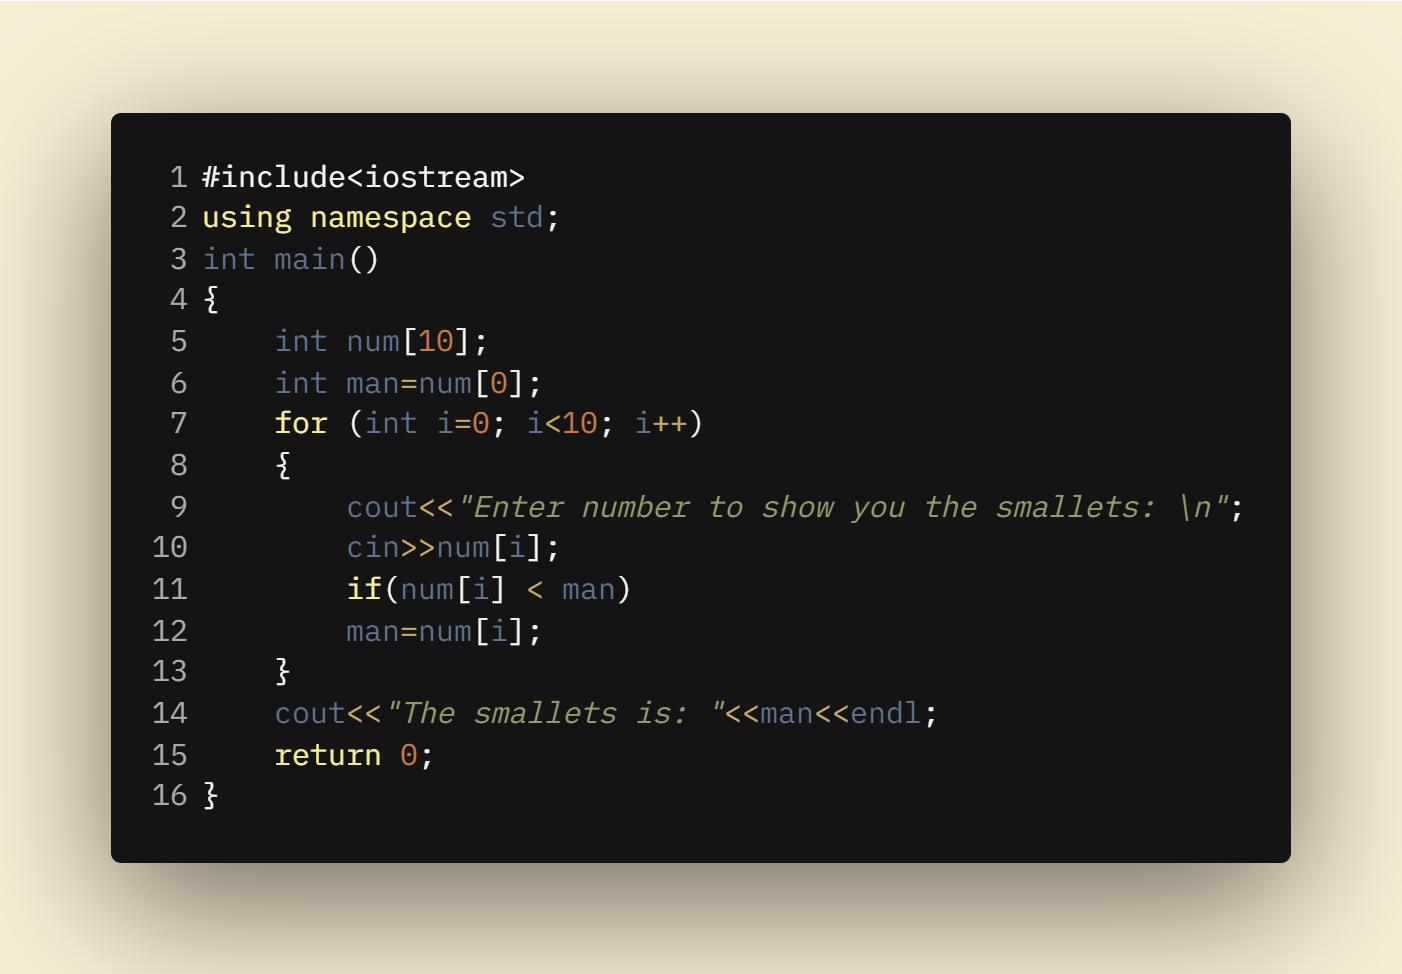 1 #include<iostream>
2 using namespace std;
3 int main()
4 {
5     int num[10];
6     int man=num[0];
7     for (int i=0; i<10; i++)
8     {
9         cout<<"Enter number to show you the smallets: \n";
10         cin>>num[i];
11         if(num[i] < man)
12         man=num[i];
13     }
14     cout<<"The smallets is: "<<man<<endl;
15     return 0;
16 }